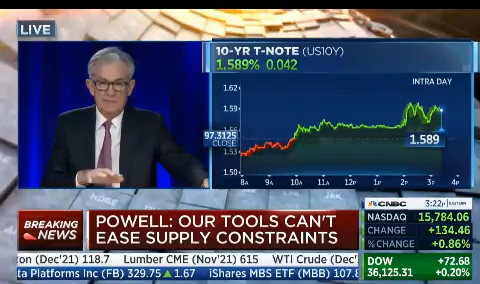 LIVE
10-YR T-NOTE (US10Y)
1.589% 0.042
INTRA DAY
1.62
1.59
1.56
97.3125
CLOSE
1.53
1.50
1.589
8A 9A 10A 11A 12P 1P 2P 3P 4P
BREAKING NEWS
POWELL: OUR TOOLS CAN'T
EASE SUPPLY CONSTRAINTS
CNBC 3:22P EASTERN
NASDAQ 15,784.06
CHANGE +134.46
% CHANGE +0.86%
DOW +72.68
36,125.31 +0.20%
ton (Dec'21) 118.7 Lumber CME (Nov'21) 615 WTI Crude (Dec'
ta Platforms Inc (FB) 329.75 ▲ 1.67 iShares MBS ETF (MBB) 107.8